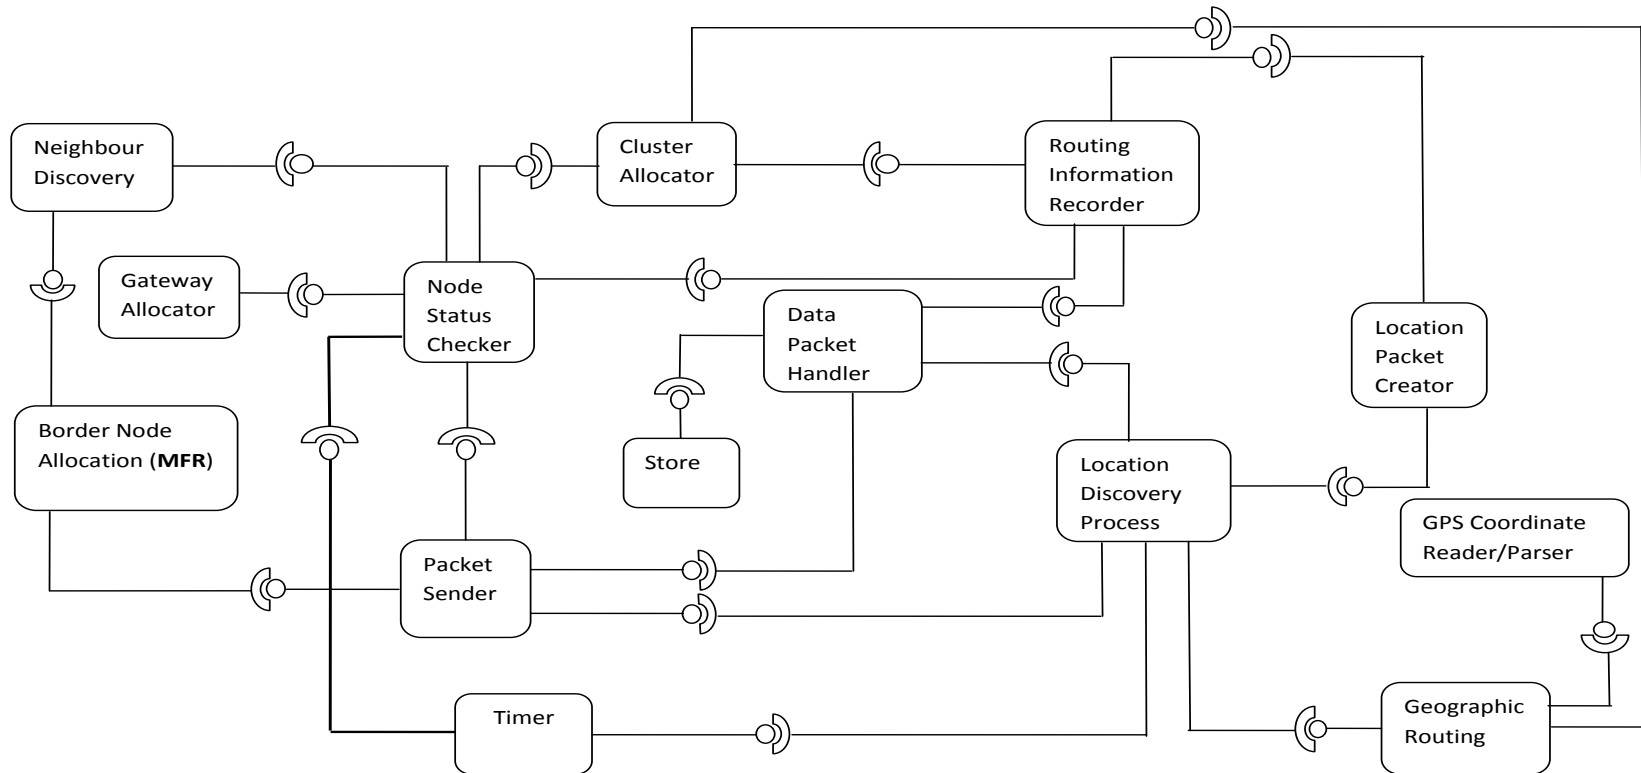 Neighbour
Discovery
Cluster
Allocator
Routing
Information
Recorder
Gateway
Allocator
Node
Status
Checker
Data
Packet
Handler
Location
Packet
Creator
Border Node
Allocation (MFR)
Store
Location
Discovery
Process
GPS Coordinate
Reader/Parser
Packet
Sender
Timer
Geographic
Routing